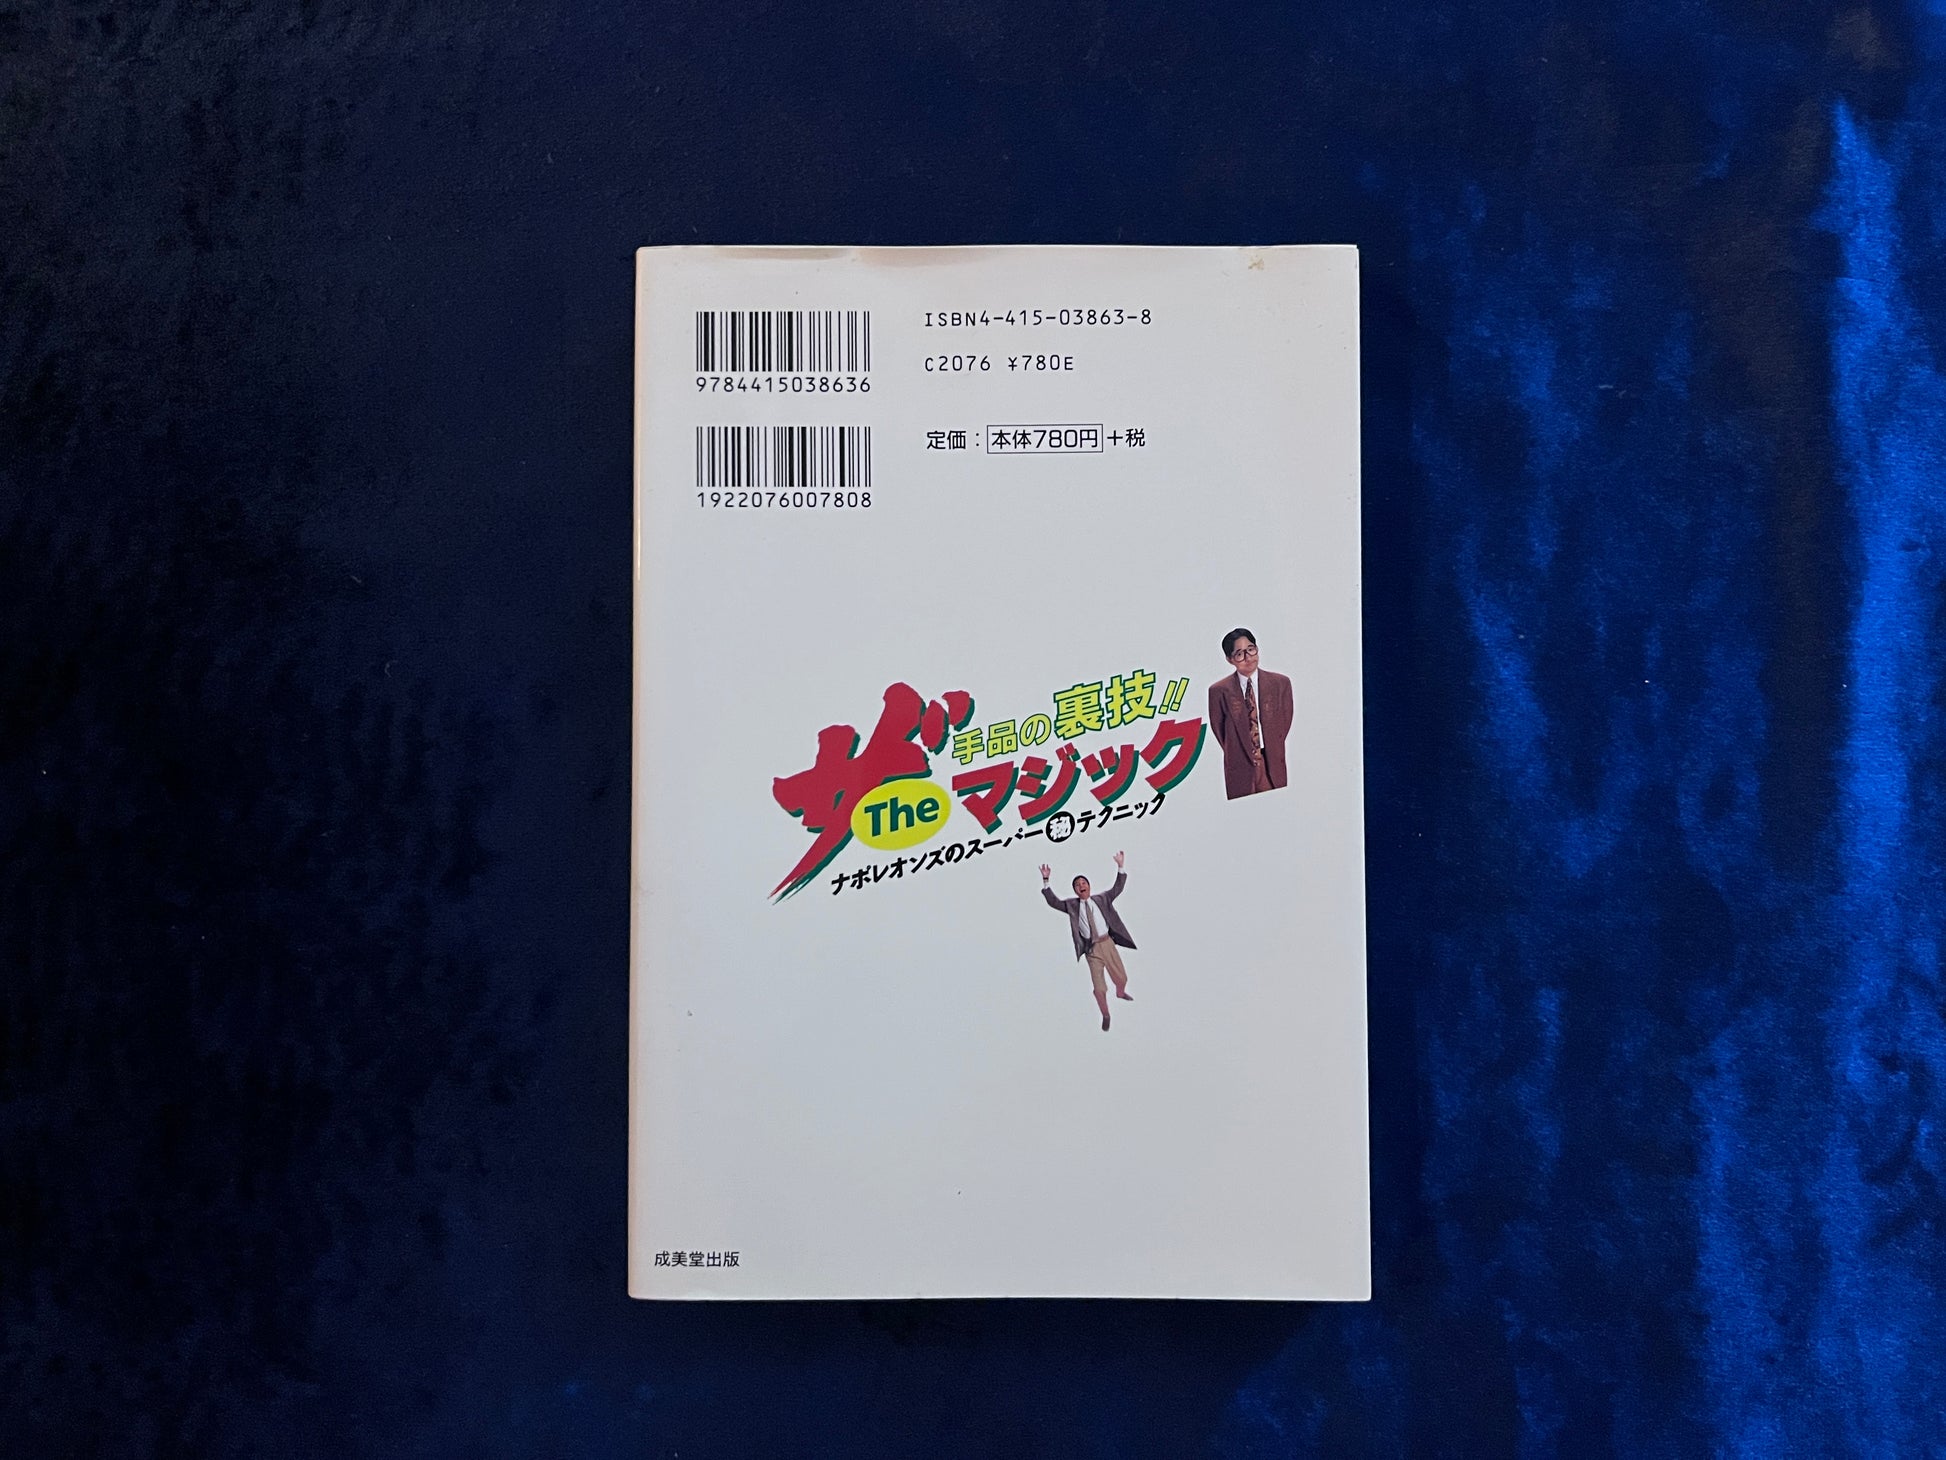 ISBN4-415-03863-8
C2076 ¥780E
9784415038636
定価：本体780円+税
1922076007808
手品の裏技!!
ザ The マジック
ナポレオンズのスーパー㊙テクニック
成美堂出版